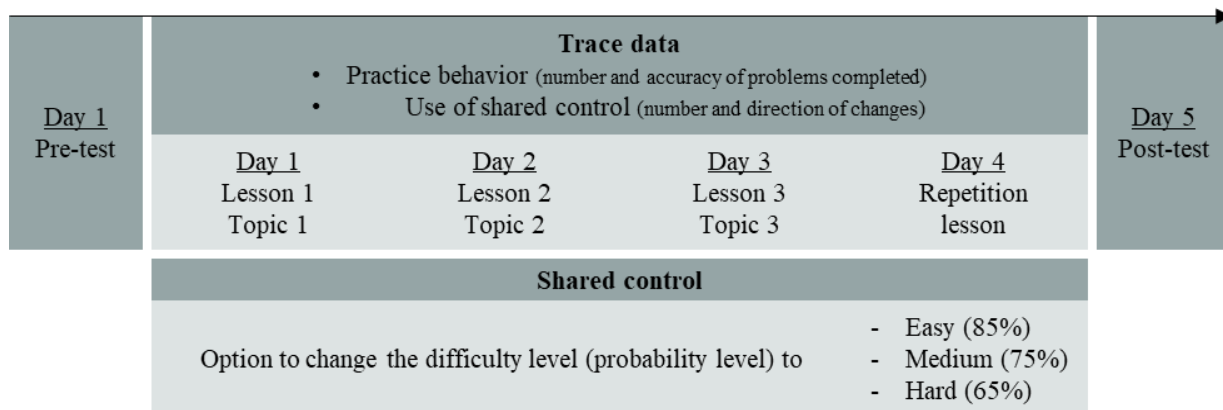 Day 1
Pre-test
Trace data
• Practice behavior (number and accuracy of problems completed)
• Use of shared control (number and direction of changes)
Day 1
Lesson 1
Topic 1
Day 2
Lesson 2
Topic 2
Day 3
Lesson 3
Topic 3
Day 4
Repetition
lesson
Day 5
Post-test
Shared control
Option to change the difficulty level (probability level) to
- Easy (85%)
- Medium (75%)
- Hard (65%)